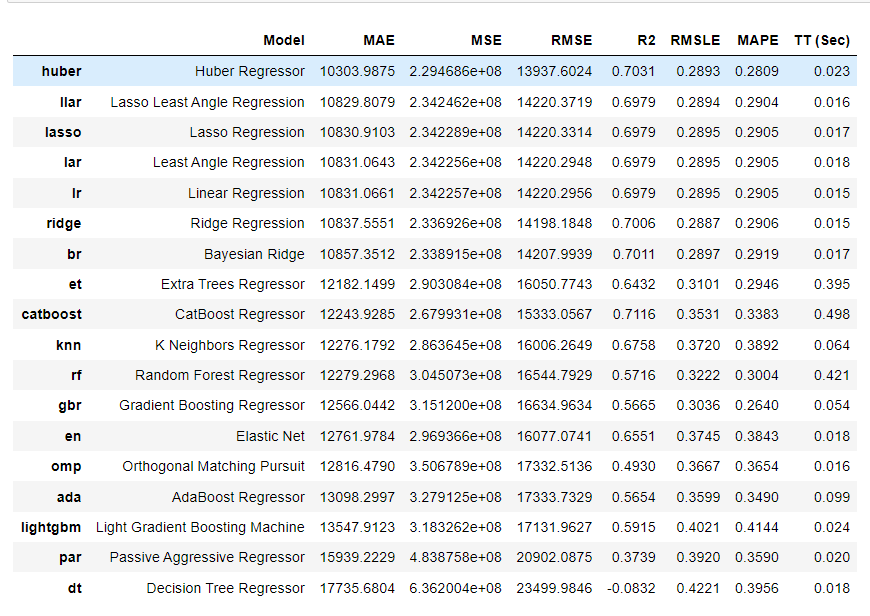 Model MAE MSE RMSE R2 RMSLE MAPE TT (Sec)
huber Huber Regressor 10303.9875 2.294686e+08 13937.6024 0.7031 0.2893 0.2809 0.023
llar Lasso Least Angle Regression 10829.8079 2.342462e+08 14220.3719 0.6979 0.2894 0.2904 0.016
lasso Lasso Regression 10830.9103 2.342289e+08 14220.3314 0.6979 0.2895 0.2905 0.017
lar Least Angle Regression 10831.0643 2.342256e+08 14220.2948 0.6979 0.2895 0.2905 0.018
lr Linear Regression 10831.0661 2.342257e+08 14220.2956 0.6979 0.2895 0.2905 0.015
ridge Ridge Regression 10837.5551 2.336926e+08 14198.1848 0.7006 0.2887 0.2906 0.015
br Bayesian Ridge 10857.3512 2.338915e+08 14207.9939 0.7011 0.2897 0.2919 0.017
et Extra Trees Regressor 12182.1499 2.903084e+08 16050.7743 0.6432 0.3101 0.2946 0.395
catboost CatBoost Regressor 12243.9285 2.679931e+08 15333.0567 0.7116 0.3531 0.3383 0.498
knn K Neighbors Regressor 12276.1792 2.863645e+08 16006.2649 0.6758 0.3720 0.3892 0.064
rf Random Forest Regressor 12279.2968 3.045073e+08 16544.7929 0.5716 0.3222 0.3004 0.421
gbr Gradient Boosting Regressor 12566.0442 3.151200e+08 16634.9634 0.5665 0.3036 0.2640 0.054
en Elastic Net 12761.9784 2.969366e+08 16077.0741 0.6551 0.3745 0.3843 0.018
omp Orthogonal Matching Pursuit 12816.4790 3.506789e+08 17332.5136 0.4930 0.3667 0.3654 0.016
ada AdaBoost Regressor 13098.2997 3.279125e+08 17333.7329 0.5654 0.3599 0.3490 0.099
lightgbm Light Gradient Boosting Machine 13547.9123 3.183262e+08 17131.9627 0.5915 0.4021 0.4144 0.024
par Passive Aggressive Regressor 15939.2229 4.838758e+08 20902.0875 0.3739 0.3920 0.3590 0.020
dt Decision Tree Regressor 17735.6804 6.362004e+08 23499.9846 -0.0832 0.4221 0.3956 0.018